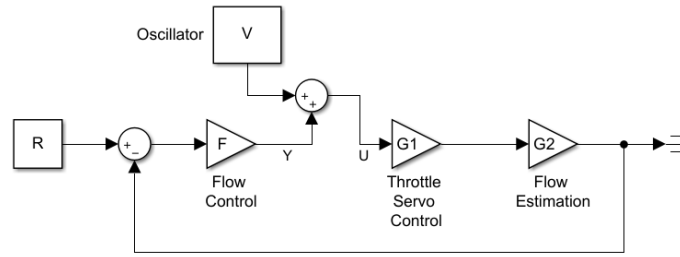 Oscillator
V
+
+
R
+
−
F
Y
U
G1
G2
Flow
Control
Throttle
Servo
Control
Flow
Estimation